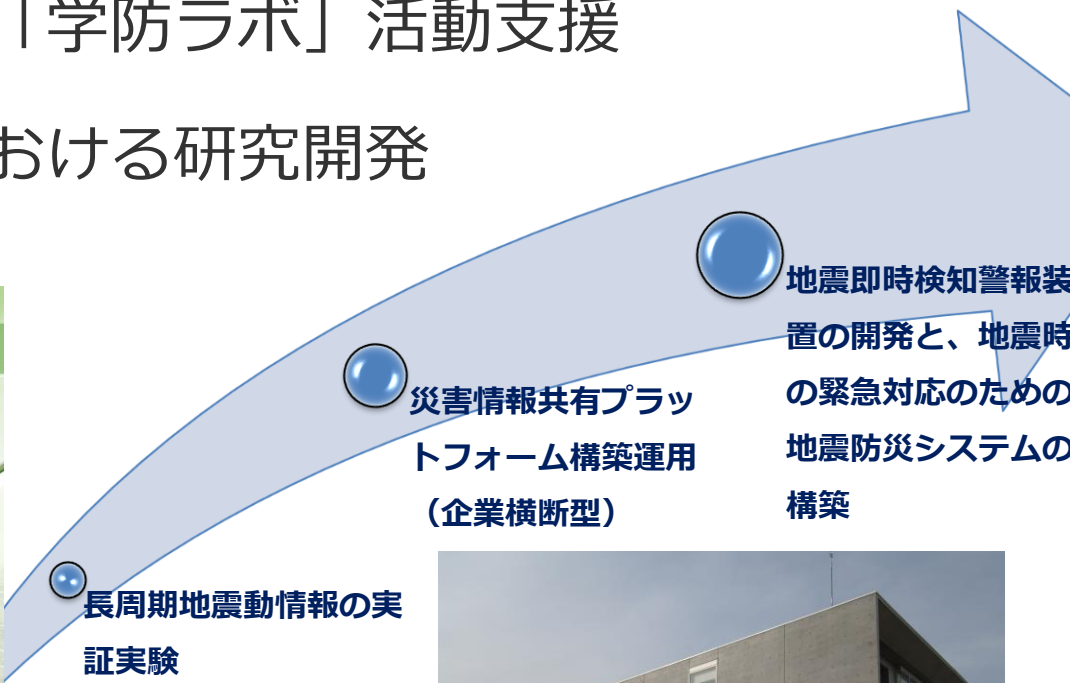 「学防ラボ」活動支援
おける研究開発
地震即時検知警報装
置の開発と、地震時
の緊急対応のための
地震防災システムの
構築
災害情報共有プラッ
トフォーム構築運用
（企業横断型）
長周期地震動情報の実
証実験